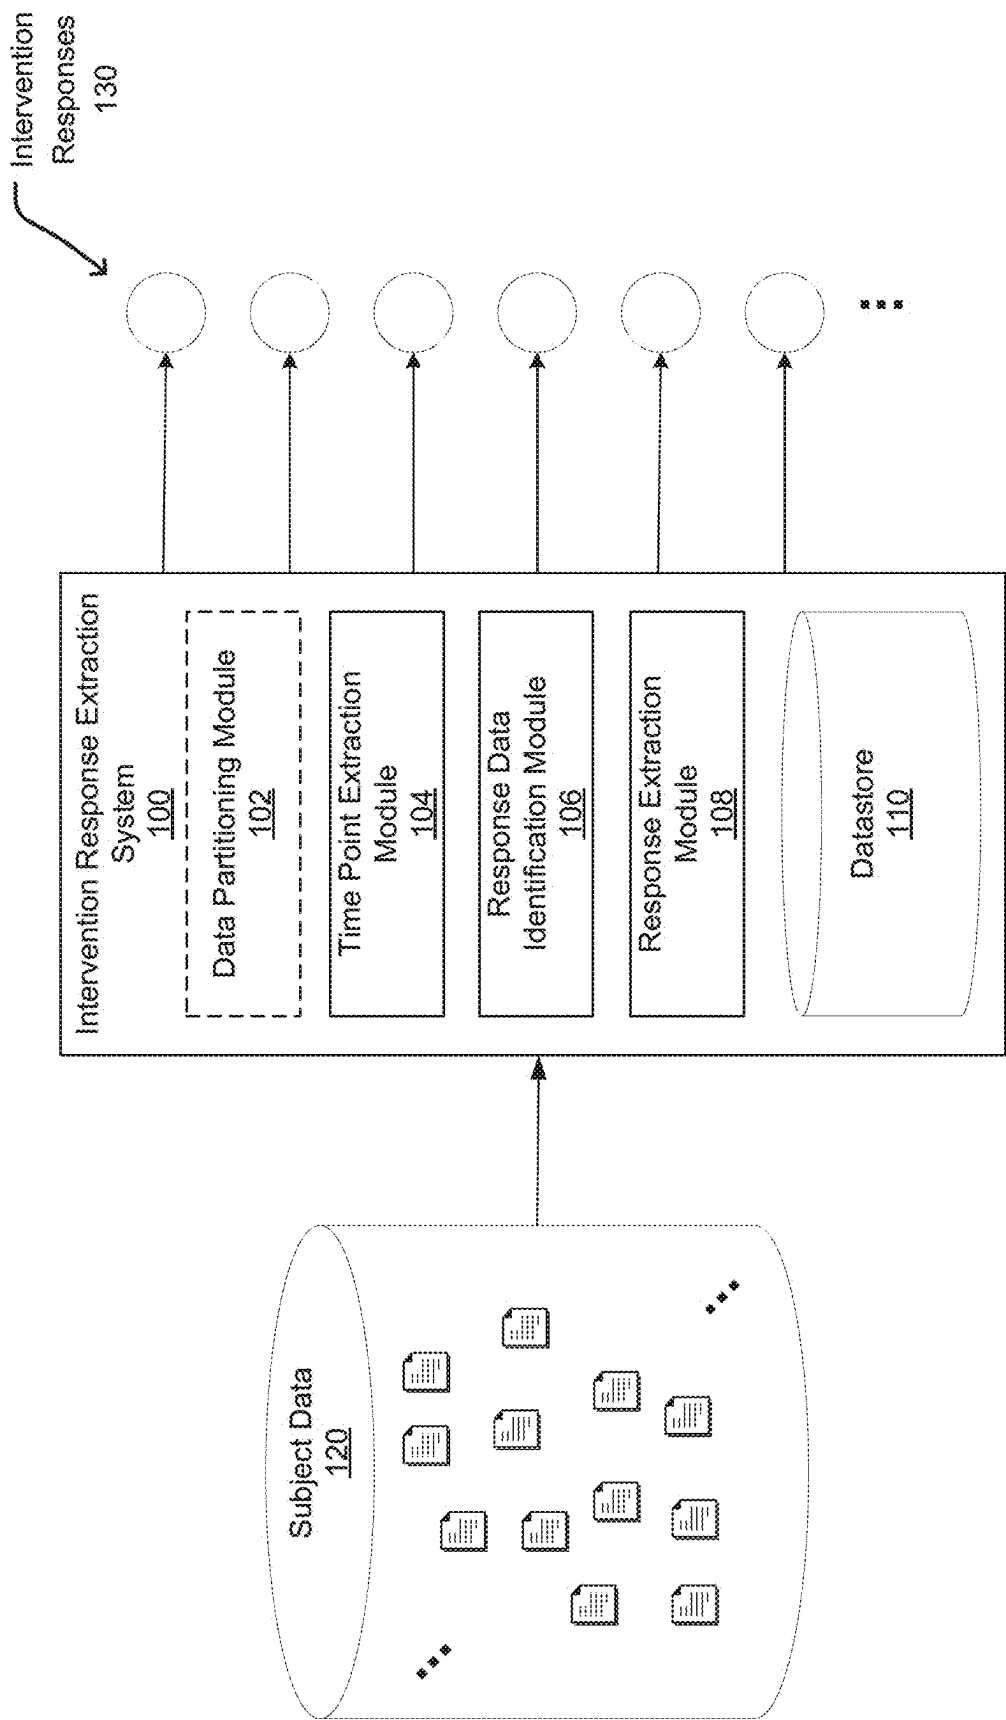 Subject Data
120
Intervention Response Extraction
System
100
Data Partitioning Module
102
Time Point Extraction
Module
104
Response Data
Identification Module
106
Response Extraction
Module
108
Datastore
110
Intervention
Responses
130